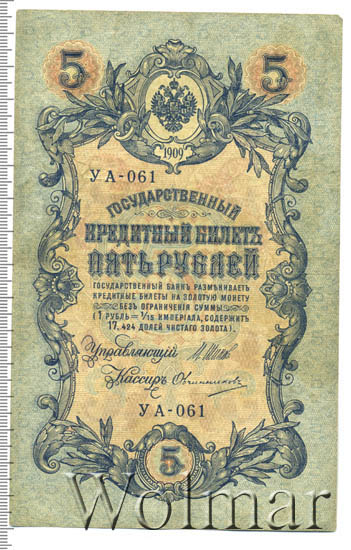 5 5
1909
УА-061
ГОСУДАРСТВЕННЫЙ
КРЕДИТНЫЙ БИЛЕТЪ
ПЯТЬ РУБЛЕЙ
ГОСУДАРСТВЕННЫЙ БАНКЪ РАЗМѢНИВАЕТЪ
КРЕДИТНЫЕ БИЛЕТЫ НА ЗОЛОТУЮ МОНЕТУ
БЕЗЪ ОГРАНИЧЕНІЯ СУММЫ
(1 РУБЛЬ = 1/15 ИМПЕРІАЛА, СОДЕРЖИТЪ
17,424 ДОЛЕЙ ЧИСТАГО ЗОЛОТА).
Управляющій И. Шипов
Кассиръ Овчинников
УА-061
5
Wolmar